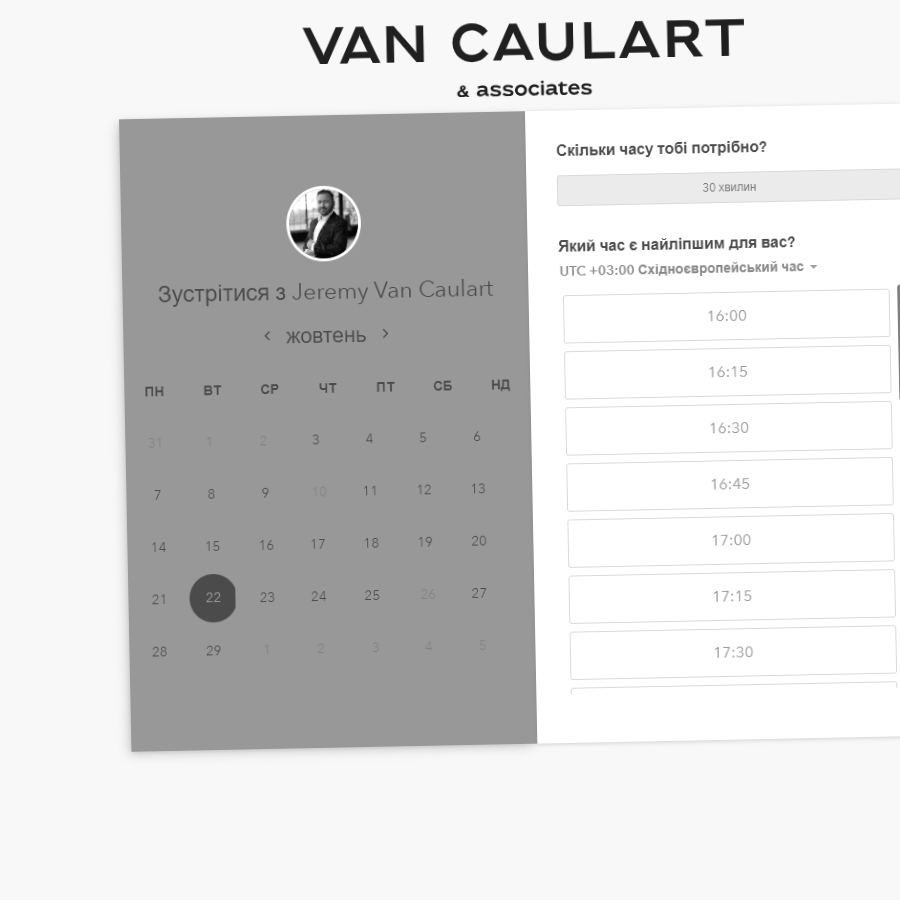 VAN CAULART
& associates
Зустрітися з Jeremy Van Caulart
жовтень
ПН ВТ СР ЧТ ПТ СБ НД
31 1 2 3 4 5 6
7 8 9 10 11 12 13
14 15 16 17 18 19 20
21 22 23 24 25 26 27
28 29 1 2 3 4 5
Скільки часу тобі потрібно?
30 хвилин
Який час є найліпшим для вас?
UTC +03:00 Східноєвропейський час
16:00
16:15
16:30
16:45
17:00
17:15
17:30